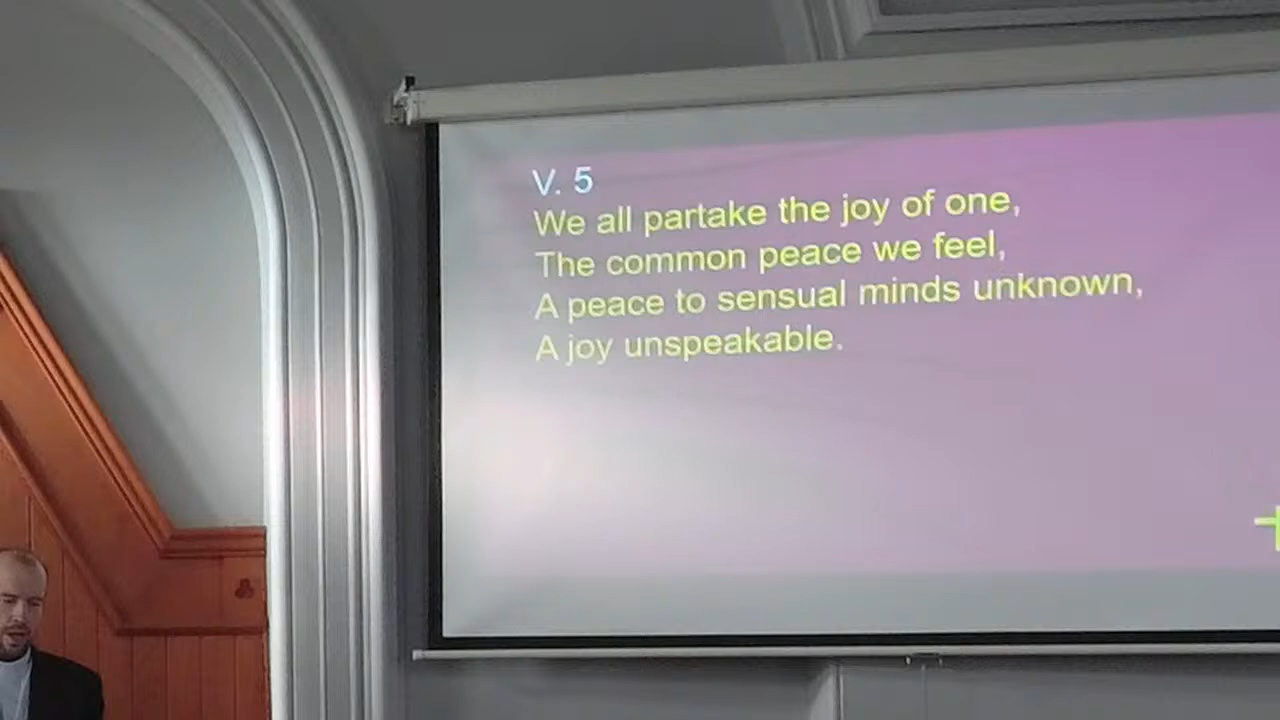 V. 5
We all partake the joy of one,
The common peace we feel,
A peace to sensual minds unknown,
A joy unspeakable.